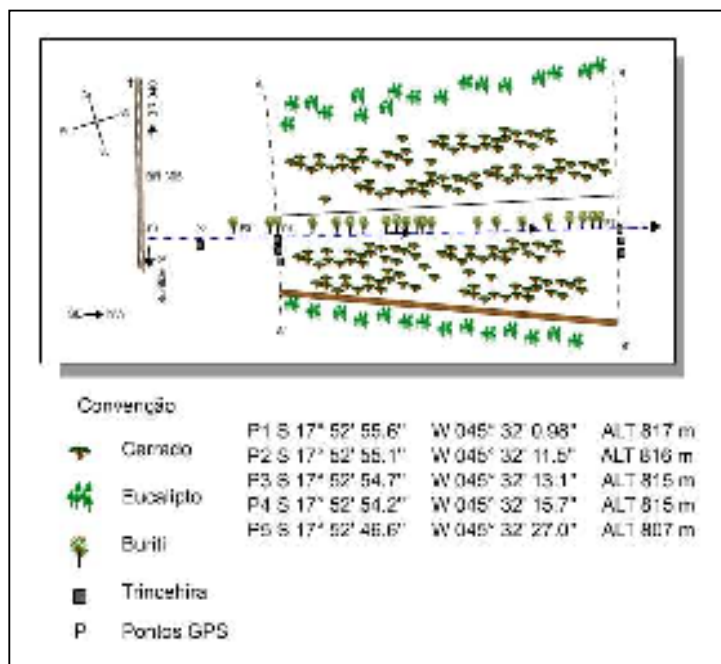 Convenção
Cerrado
Eucalipto
Buriti
Trincehira
P Pontos GPS
P1 S 17° 52' 55.6" W 045° 32' 0.98" ALT 817 m
P2 S 17° 52' 55.1" W 045° 32' 11.5" ALT 816 m
P3 S 17° 52' 54.7" W 045° 32' 13.1" ALT 815 m
P4 S 17° 52' 54.2" W 045° 32' 15.7" ALT 815 m
P5 S 17° 52' 46.6" W 045° 32' 27.0" ALT 807 m